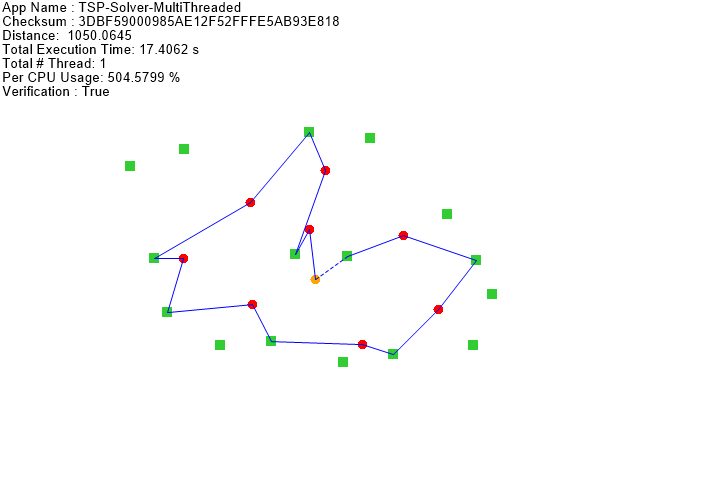 App Name : TSP-Solver-MultiThreaded
Checksum : 3DBF59000985AE12F52FFFE5AB93E818
Distance:  1050.0645
Total Execution Time: 17.4062 s
Total # Thread: 1
Per CPU Usage: 504.5799 %
Verification : True